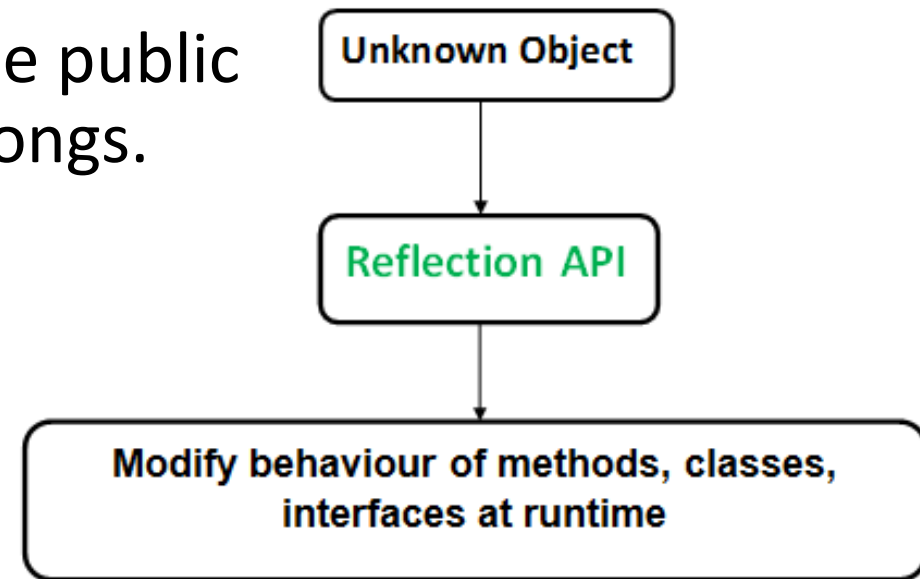 e public
ongs.
Unknown Object
Reflection API
Modify behaviour of methods, classes,
interfaces at runtime